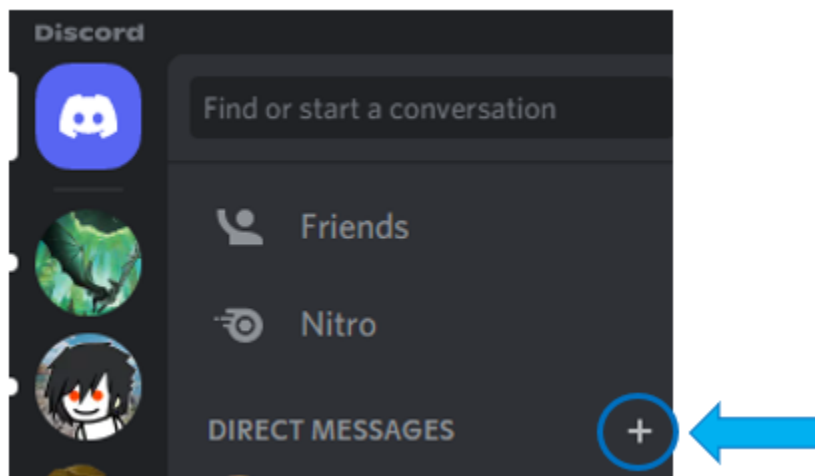 Discord
Find or start a conversation
Friends
Nitro
DIRECT MESSAGES +